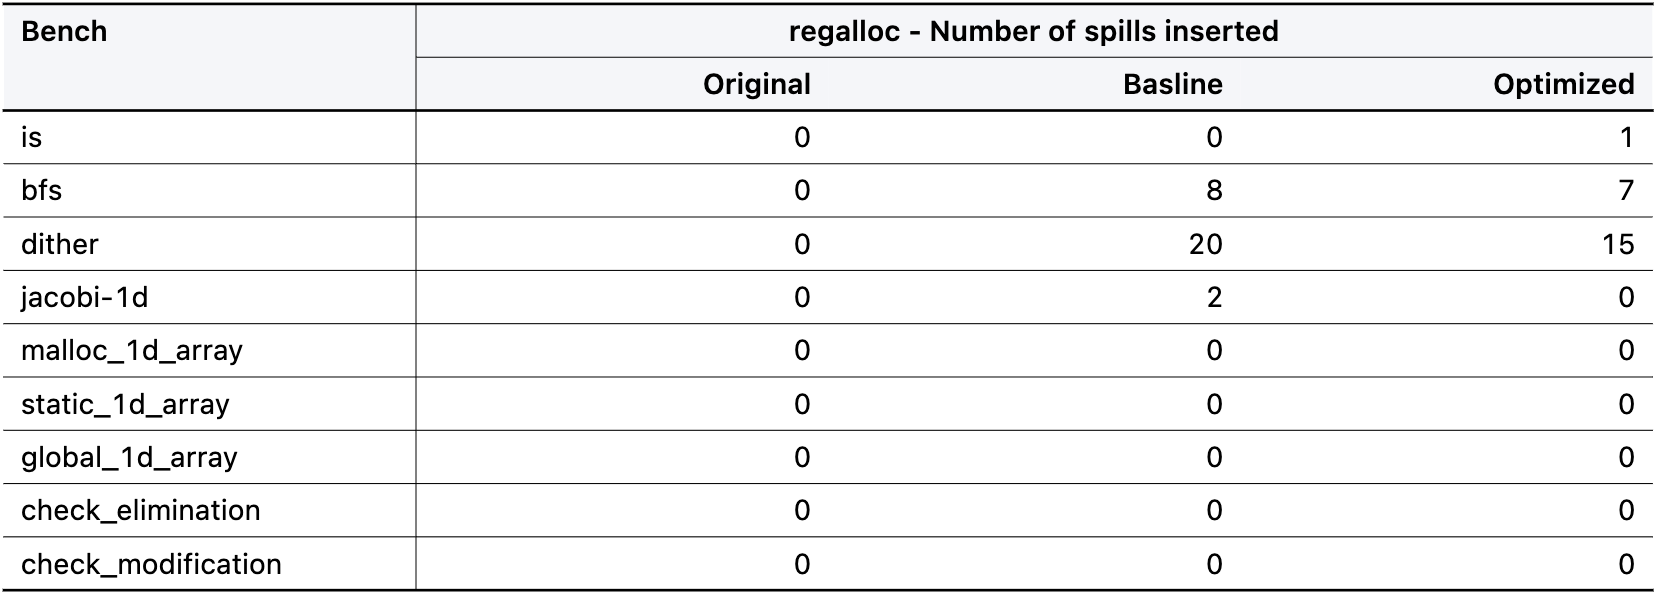 Bench regalloc - Number of spills inserted
Original Basline Optimized
is 0 0 1
bfs 0 8 7
dither 0 20 15
jacobi-1d 0 2 0
malloc_1d_array 0 0 0
static_1d_array 0 0 0
global_1d_array 0 0 0
check_elimination 0 0 0
check_modification 0 0 0